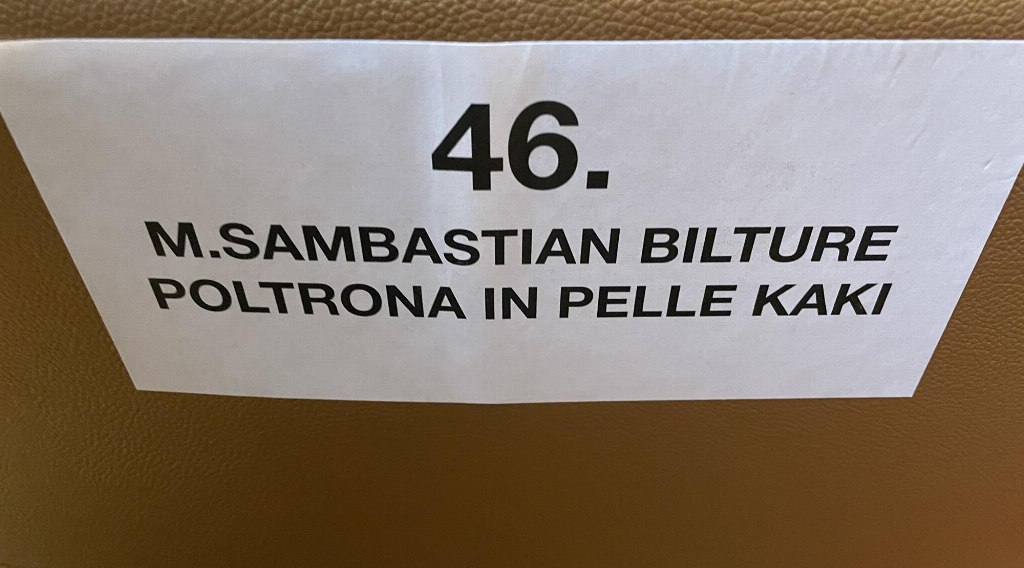 46.
M.SAMBASTIAN BILTURE
POLTRONA IN PELLE KAKI